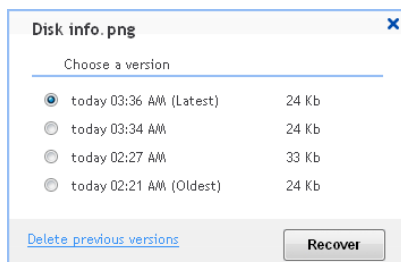 Disk info.png
Choose a version
today 03:36 AM (Latest) 24 Kb
today 03:34 AM 24 Kb
today 02:27 AM 33 Kb
today 02:21 AM (Oldest) 24 Kb
Delete previous versions Recover